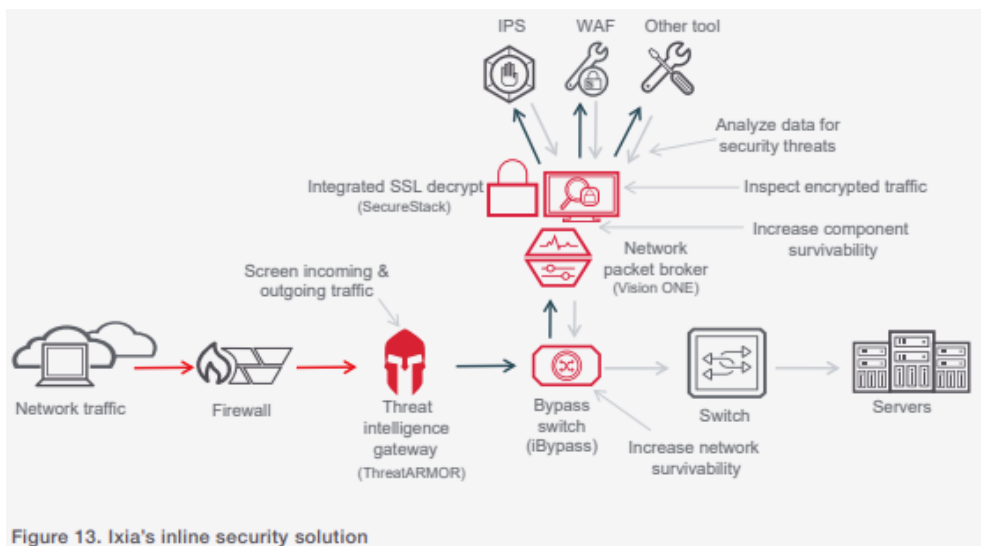 IPS
WAF
Other tool
Analyze data for
security threats
Integrated SSL decrypt
(SecureStack)
Inspect encrypted traffic
Increase component
survivability
Network
packet broker
(Vision ONE)
Screen incoming &
outgoing traffic
Network traffic
Firewall
Threat
intelligence
gateway
(ThreatARMOR)
Bypass
switch
(iBypass)
Switch
Servers
Increase network
survivability
Figure 13. Ixia's inline security solution